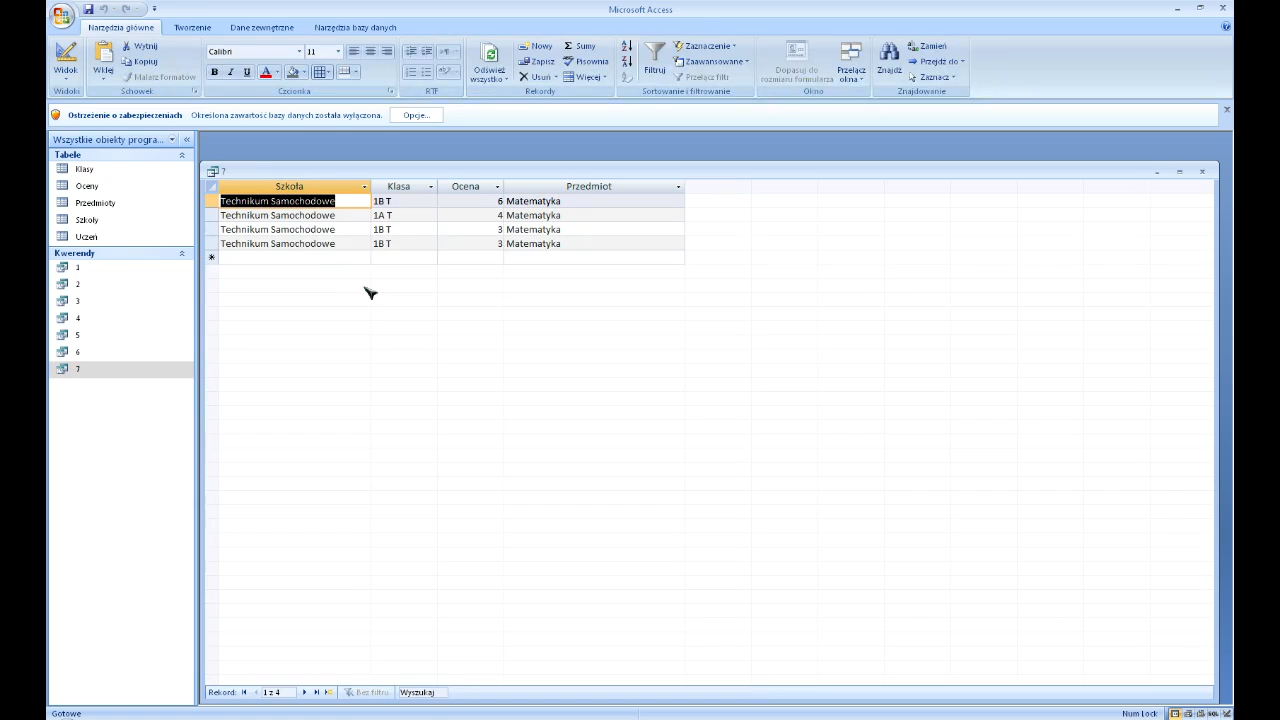 Microsoft Access
Narzędzia główne Tworzenie Dane zewnętrzne Narzędzia bazy danych
Widok
Widoki
Wklej
Wytnij
Kopiuj
Malarz formatów
Schowek
Calibri 11
B I U A
Czcionka
RTF
Odśwież
wszystko
Nowy
Zapisz
Usuń
Sumy
Pisownia
Więcej
Rekordy
Filtruj
Zaznaczenie
Zaawansowane
Przełącz filtr
Sortowanie i filtrowanie
Dopasuj do
rozmiaru formularza
Przełącz
okna
Okno
Znajdź
Zamień
Przejdź do
Zaznacz
Znajdowanie
Ostrzeżenie o zabezpieczeniach Określona zawartość bazy danych została wyłączona. Opcje...
Wszystkie obiekty progra...
Tabele
Klasy
Oceny
Przedmioty
Szkoły
Uczeń
Kwerendy
1
2
3
4
5
6
7
7
Szkoła Klasa Ocena Przedmiot
Technikum Samochodowe 1B T 6 Matematyka
Technikum Samochodowe 1A T 4 Matematyka
Technikum Samochodowe 1B T 3 Matematyka
Technikum Samochodowe 1B T 3 Matematyka
Rekord: 1 z 4 Bez filtru Wyszukaj
Gotowe Num Lock SQL